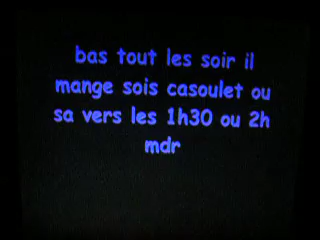 bas tout les soir il
mange sois casoulet ou
sa vers les 1h30 ou 2h
mdr